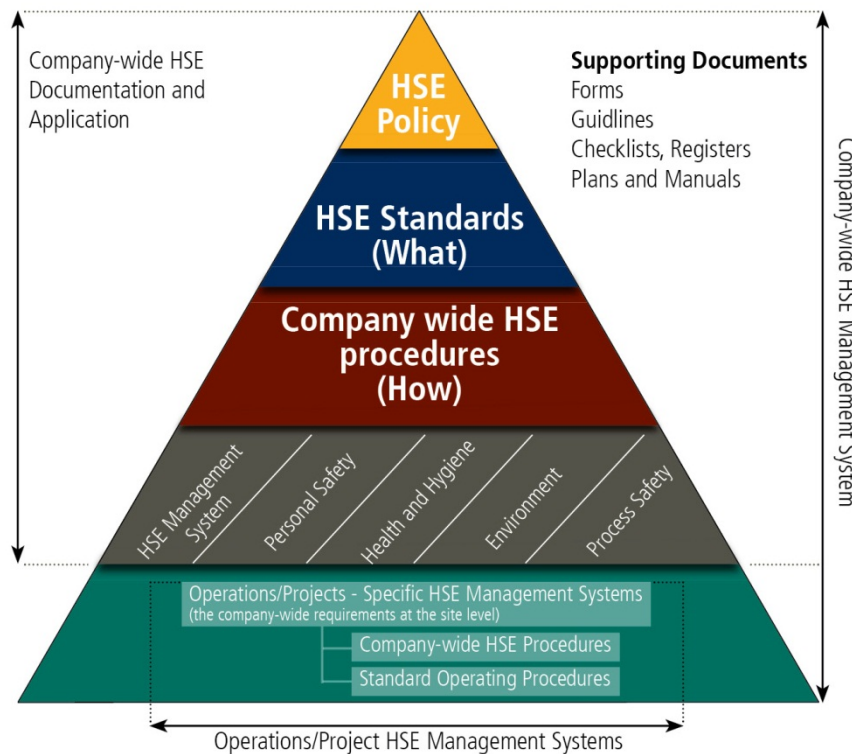 Company-wide HSE
Documentation and
Application
HSE
Policy
Supporting Documents
Forms
Guidlines
Checklists, Registers
Plans and Manuals
HSE Standards
(What)
Company wide HSE
procedures
(How)
HSE Management
System
Personal Safety
Health and Hygiene
Environment
Process Safety
Operations/Projects - Specific HSE Management Systems
(the company-wide requirements at the site level)
Company-wide HSE Procedures
Standard Operating Procedures
Operations/Project HSE Management Systems
Company-wide HSE Management System